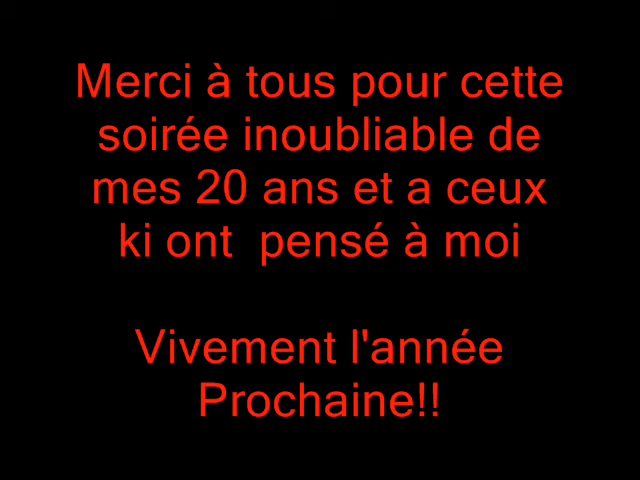 Merci à tous pour cette
soirée inoubliable de
mes 20 ans et a ceux
ki ont  pensé à moi
Vivement l'année
Prochaine!!